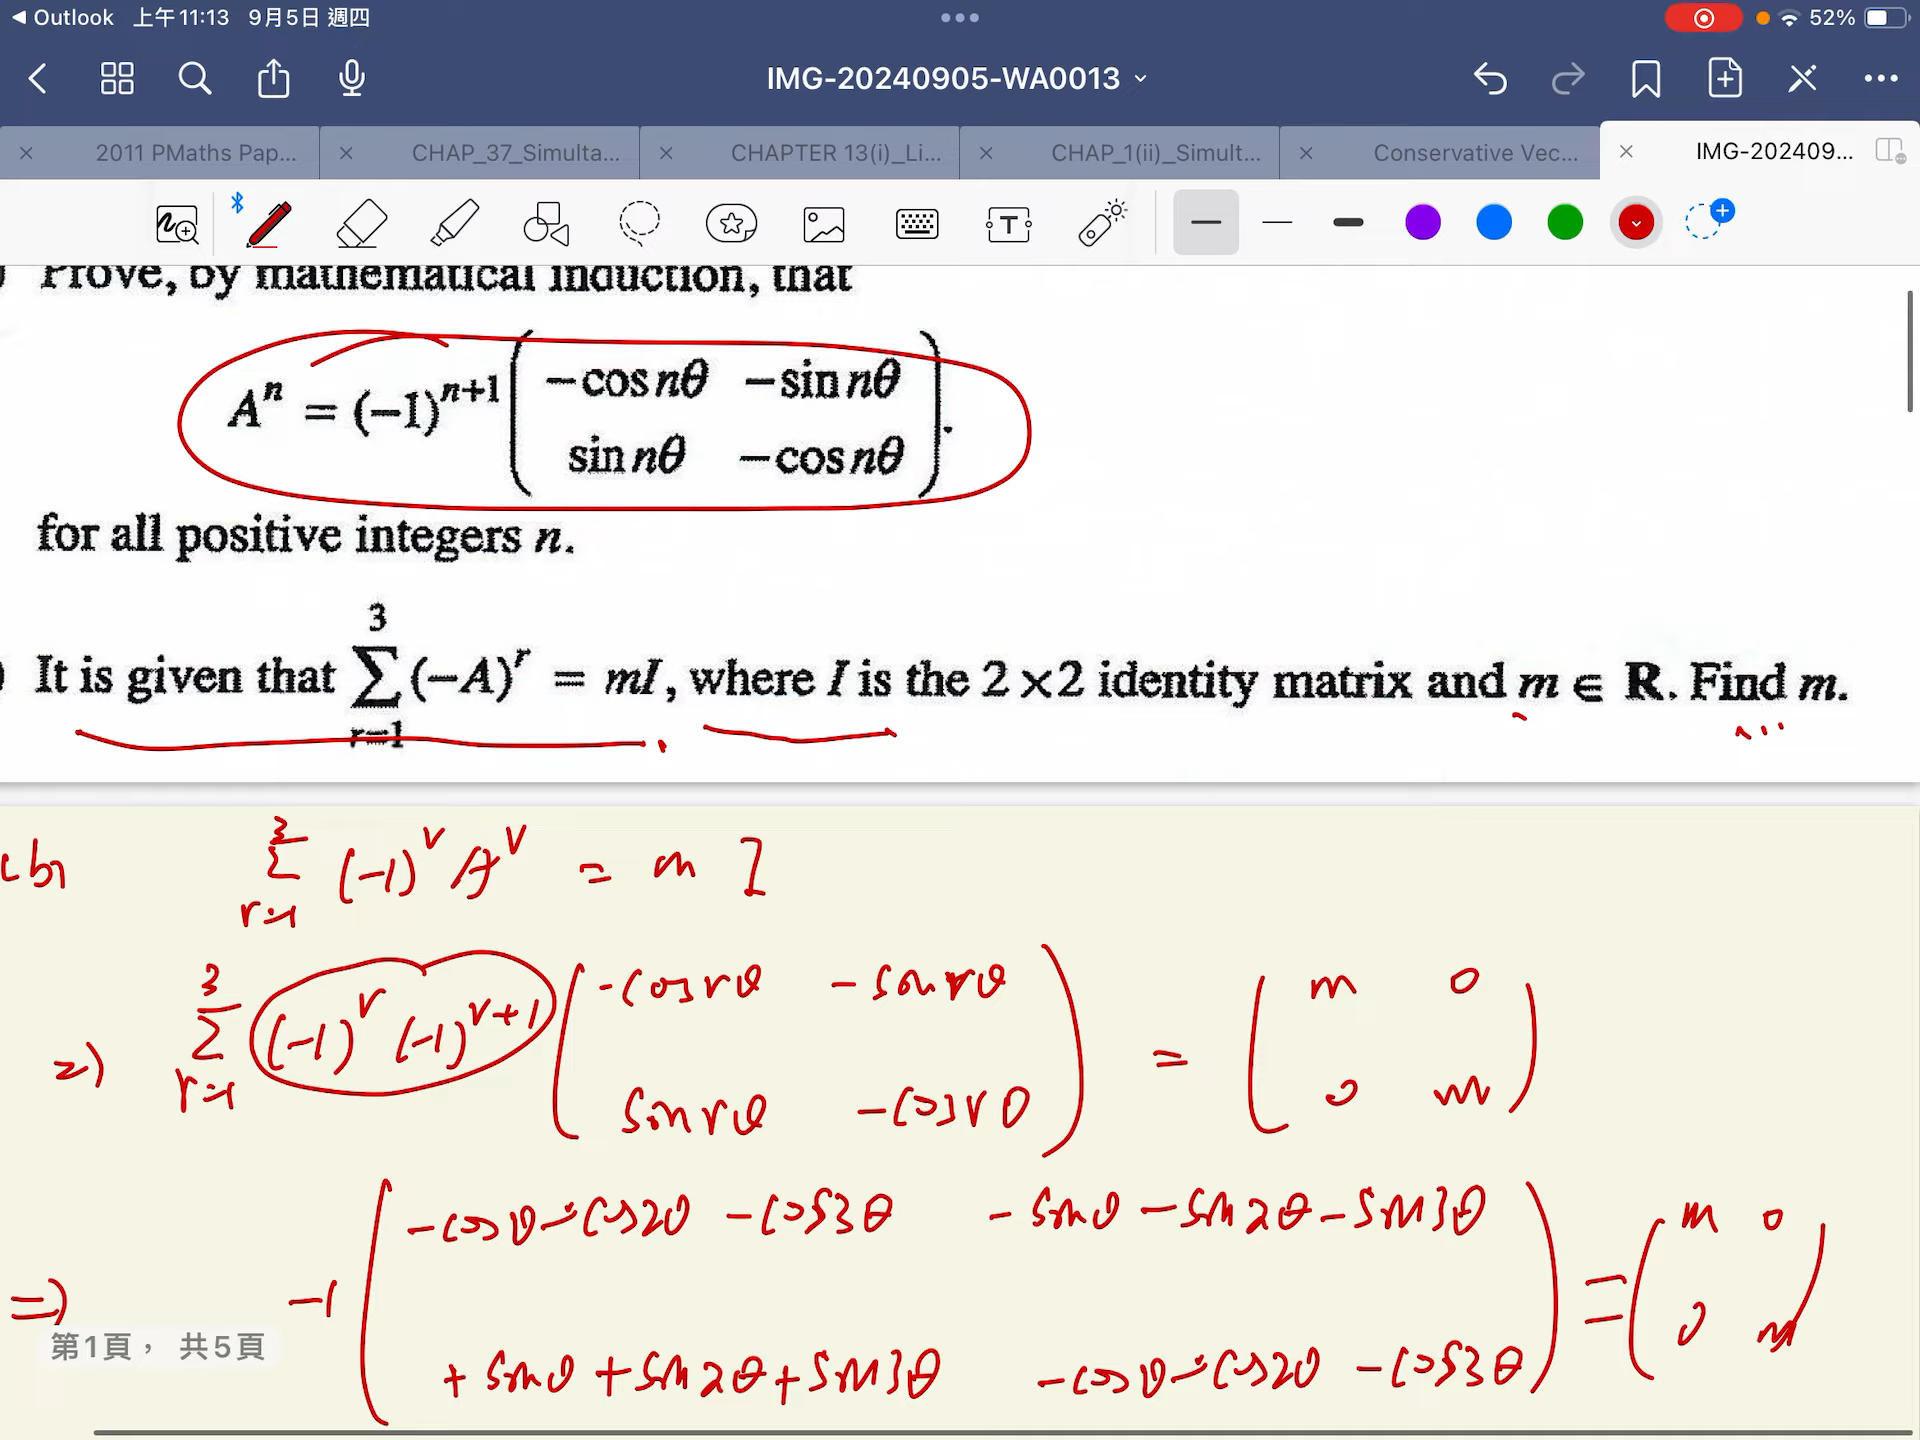 Outlook 上午11:13 9月5日 週四 52%
IMG-20240905-WA0013
2011 PMaths Pap... CHAP_37_Simulta... CHAPTER 13(i)_Li... CHAP_1(ii)_Simult... Conservative Vec... IMG-202409...
Prove, by mathematical induction, that
Aⁿ = (−1)ⁿ⁺¹ ( −cos nθ −sin nθ
sin nθ −cos nθ ).
for all positive integers n.
It is given that ∑_{r=1}^{3} (−A)^r = mI, where I is the 2×2 identity matrix and m ∈ R. Find m.
(b) ∑_{r=1}^{3} (-1)^r A^r = m I
=) ∑_{r=1}^{3} (-1)^r (-1)^{r+1} ( -cos rθ - sin rθ
sin rθ -cos rθ ) = ( m 0
0 m )
=) -1 ( -cos θ - cos 2θ - cos 3θ - sin θ - sin 2θ - sin 3θ
+ sin θ + sin 2θ + sin 3θ -cos θ - cos 2θ - cos 3θ ) = ( m 0
0 m )
第1頁， 共5頁